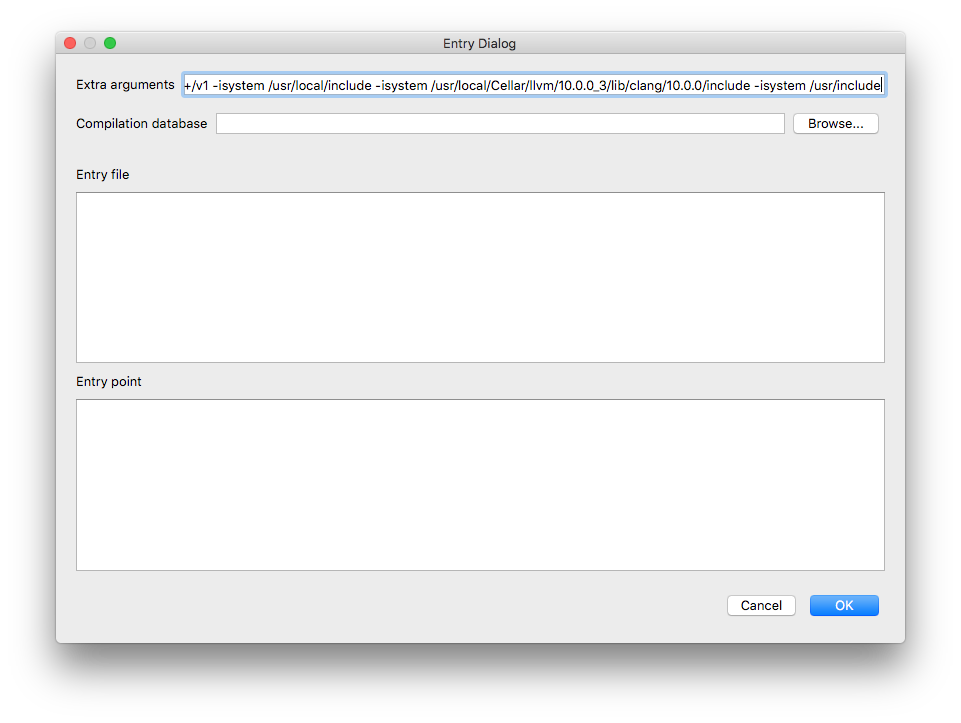 Entry Dialog
Extra arguments +/v1 -isystem /usr/local/include -isystem /usr/local/Cellar/llvm/10.0.0_3/lib/clang/10.0.0/include -isystem /usr/include
Compilation database Browse...
Entry file
Entry point
Cancel OK